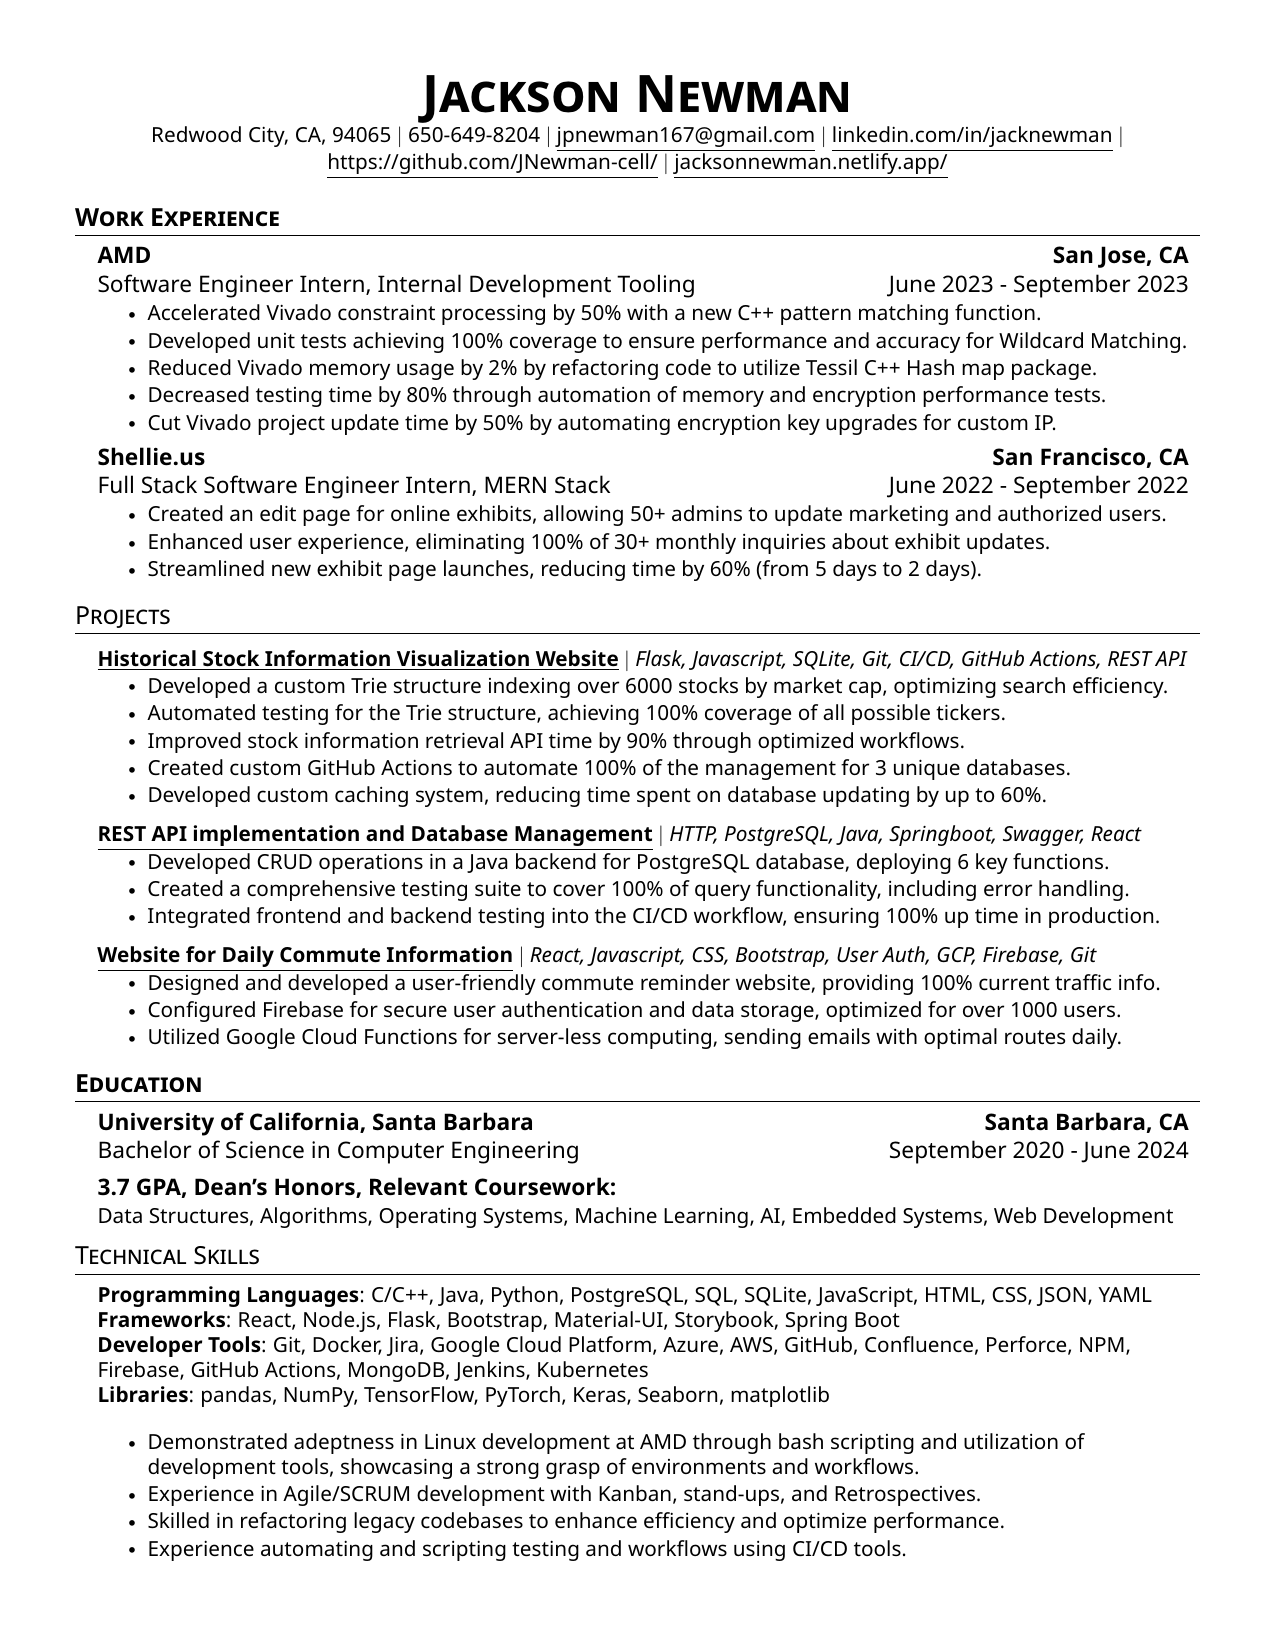 JACKSON NEWMAN
Redwood City, CA, 94065 | 650-649-8204 | jpnewman167@gmail.com | linkedin.com/in/jacknewman |
https://github.com/JNewman-cell/ | jacksonnewman.netlify.app/
WORK EXPERIENCE
AMD San Jose, CA
Software Engineer Intern, Internal Development Tooling June 2023 - September 2023
• Accelerated Vivado constraint processing by 50% with a new C++ pattern matching function.
• Developed unit tests achieving 100% coverage to ensure performance and accuracy for Wildcard Matching.
• Reduced Vivado memory usage by 2% by refactoring code to utilize Tessil C++ Hash map package.
• Decreased testing time by 80% through automation of memory and encryption performance tests.
• Cut Vivado project update time by 50% by automating encryption key upgrades for custom IP.
Shellie.us San Francisco, CA
Full Stack Software Engineer Intern, MERN Stack June 2022 - September 2022
• Created an edit page for online exhibits, allowing 50+ admins to update marketing and authorized users.
• Enhanced user experience, eliminating 100% of 30+ monthly inquiries about exhibit updates.
• Streamlined new exhibit page launches, reducing time by 60% (from 5 days to 2 days).
PROJECTS
Historical Stock Information Visualization Website | Flask, Javascript, SQLite, Git, CI/CD, GitHub Actions, REST API
• Developed a custom Trie structure indexing over 6000 stocks by market cap, optimizing search efficiency.
• Automated testing for the Trie structure, achieving 100% coverage of all possible tickers.
• Improved stock information retrieval API time by 90% through optimized workflows.
• Created custom GitHub Actions to automate 100% of the management for 3 unique databases.
• Developed custom caching system, reducing time spent on database updating by up to 60%.
REST API implementation and Database Management | HTTP, PostgreSQL, Java, Springboot, Swagger, React
• Developed CRUD operations in a Java backend for PostgreSQL database, deploying 6 key functions.
• Created a comprehensive testing suite to cover 100% of query functionality, including error handling.
• Integrated frontend and backend testing into the CI/CD workflow, ensuring 100% up time in production.
Website for Daily Commute Information | React, Javascript, CSS, Bootstrap, User Auth, GCP, Firebase, Git
• Designed and developed a user-friendly commute reminder website, providing 100% current traffic info.
• Configured Firebase for secure user authentication and data storage, optimized for over 1000 users.
• Utilized Google Cloud Functions for server-less computing, sending emails with optimal routes daily.
EDUCATION
University of California, Santa Barbara Santa Barbara, CA
Bachelor of Science in Computer Engineering September 2020 - June 2024
3.7 GPA, Dean’s Honors, Relevant Coursework:
Data Structures, Algorithms, Operating Systems, Machine Learning, AI, Embedded Systems, Web Development
TECHNICAL SKILLS
Programming Languages: C/C++, Java, Python, PostgreSQL, SQL, SQLite, JavaScript, HTML, CSS, JSON, YAML
Frameworks: React, Node.js, Flask, Bootstrap, Material-UI, Storybook, Spring Boot
Developer Tools: Git, Docker, Jira, Google Cloud Platform, Azure, AWS, GitHub, Confluence, Perforce, NPM,
Firebase, GitHub Actions, MongoDB, Jenkins, Kubernetes
Libraries: pandas, NumPy, TensorFlow, PyTorch, Keras, Seaborn, matplotlib
• Demonstrated adeptness in Linux development at AMD through bash scripting and utilization of
development tools, showcasing a strong grasp of environments and workflows.
• Experience in Agile/SCRUM development with Kanban, stand-ups, and Retrospectives.
• Skilled in refactoring legacy codebases to enhance efficiency and optimize performance.
• Experience automating and scripting testing and workflows using CI/CD tools.